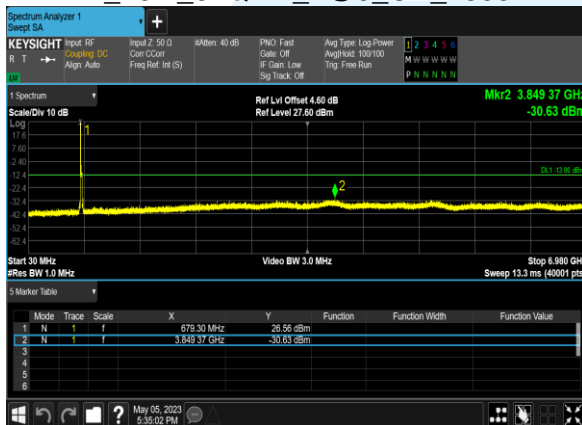 Spectrum Analyzer 1
Swept SA
+
KEYSIGHT Input: RF Input Z: 50 Ω #Atten: 40 dB PNO: Fast Avg Type: Log-Power 1 2 3 4 5 6
R T Coupling: DC Corr CCorr Gate: Off Avg|Hold: 100/100 M W W W W W
Align: Auto Freq Ref: Int (S) IF Gain: Low Trig: Free Run
LU Sig Track: Off P N N N N N
1 Spectrum Ref Lvl Offset 4.60 dB Mkr2 3.849 37 GHz
Scale/Div 10 dB Ref Level 27.60 dBm -30.63 dBm
Log
17.6
7.60
-2.40
-12.4
-22.4
-32.4
-42.4
-52.4
-62.4
1
DL1 -13.00 dBm
2
Start 30 MHz Video BW 3.0 MHz Stop 6.980 GHz
#Res BW 1.0 MHz Sweep 13.3 ms (40001 pts)
5 Marker Table
Mode Trace Scale X Y Function Function Width Function Value
1 N 1 f 679.30 MHz 26.56 dBm
2 N 1 f 3.849 37 GHz -30.63 dBm
3
4
5
6
? May 05, 2023
5:35:02 PM